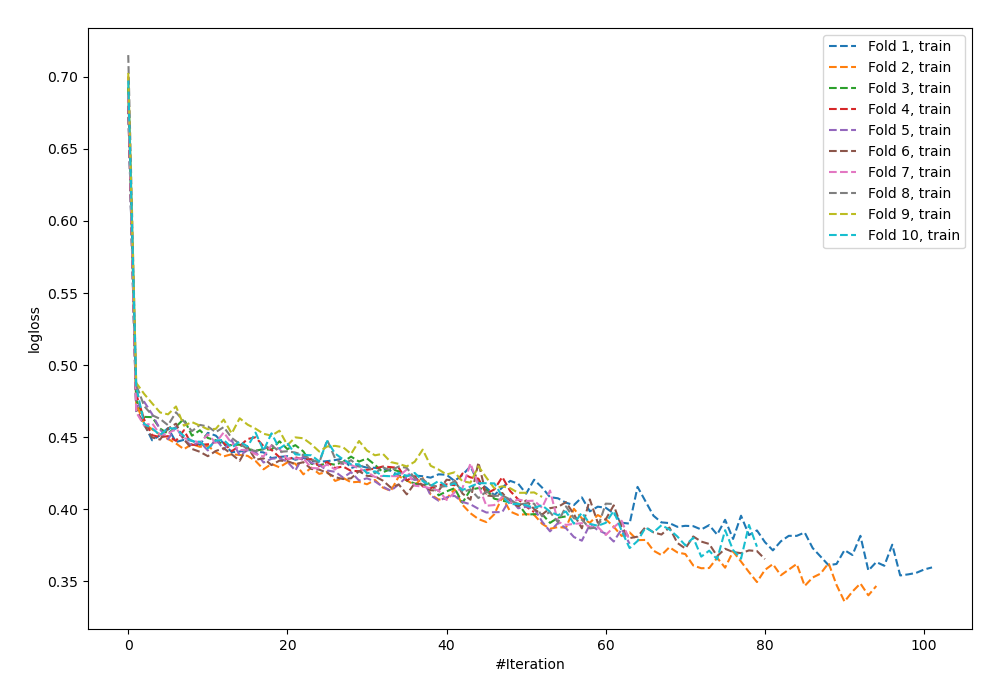 0.70
0.65
0.60
0.55
0.50
0.45
0.40
0.35
logloss
0
20
40
60
80
100
#Iteration
Fold 1, train
Fold 2, train
Fold 3, train
Fold 4, train
Fold 5, train
Fold 6, train
Fold 7, train
Fold 8, train
Fold 9, train
Fold 10, train